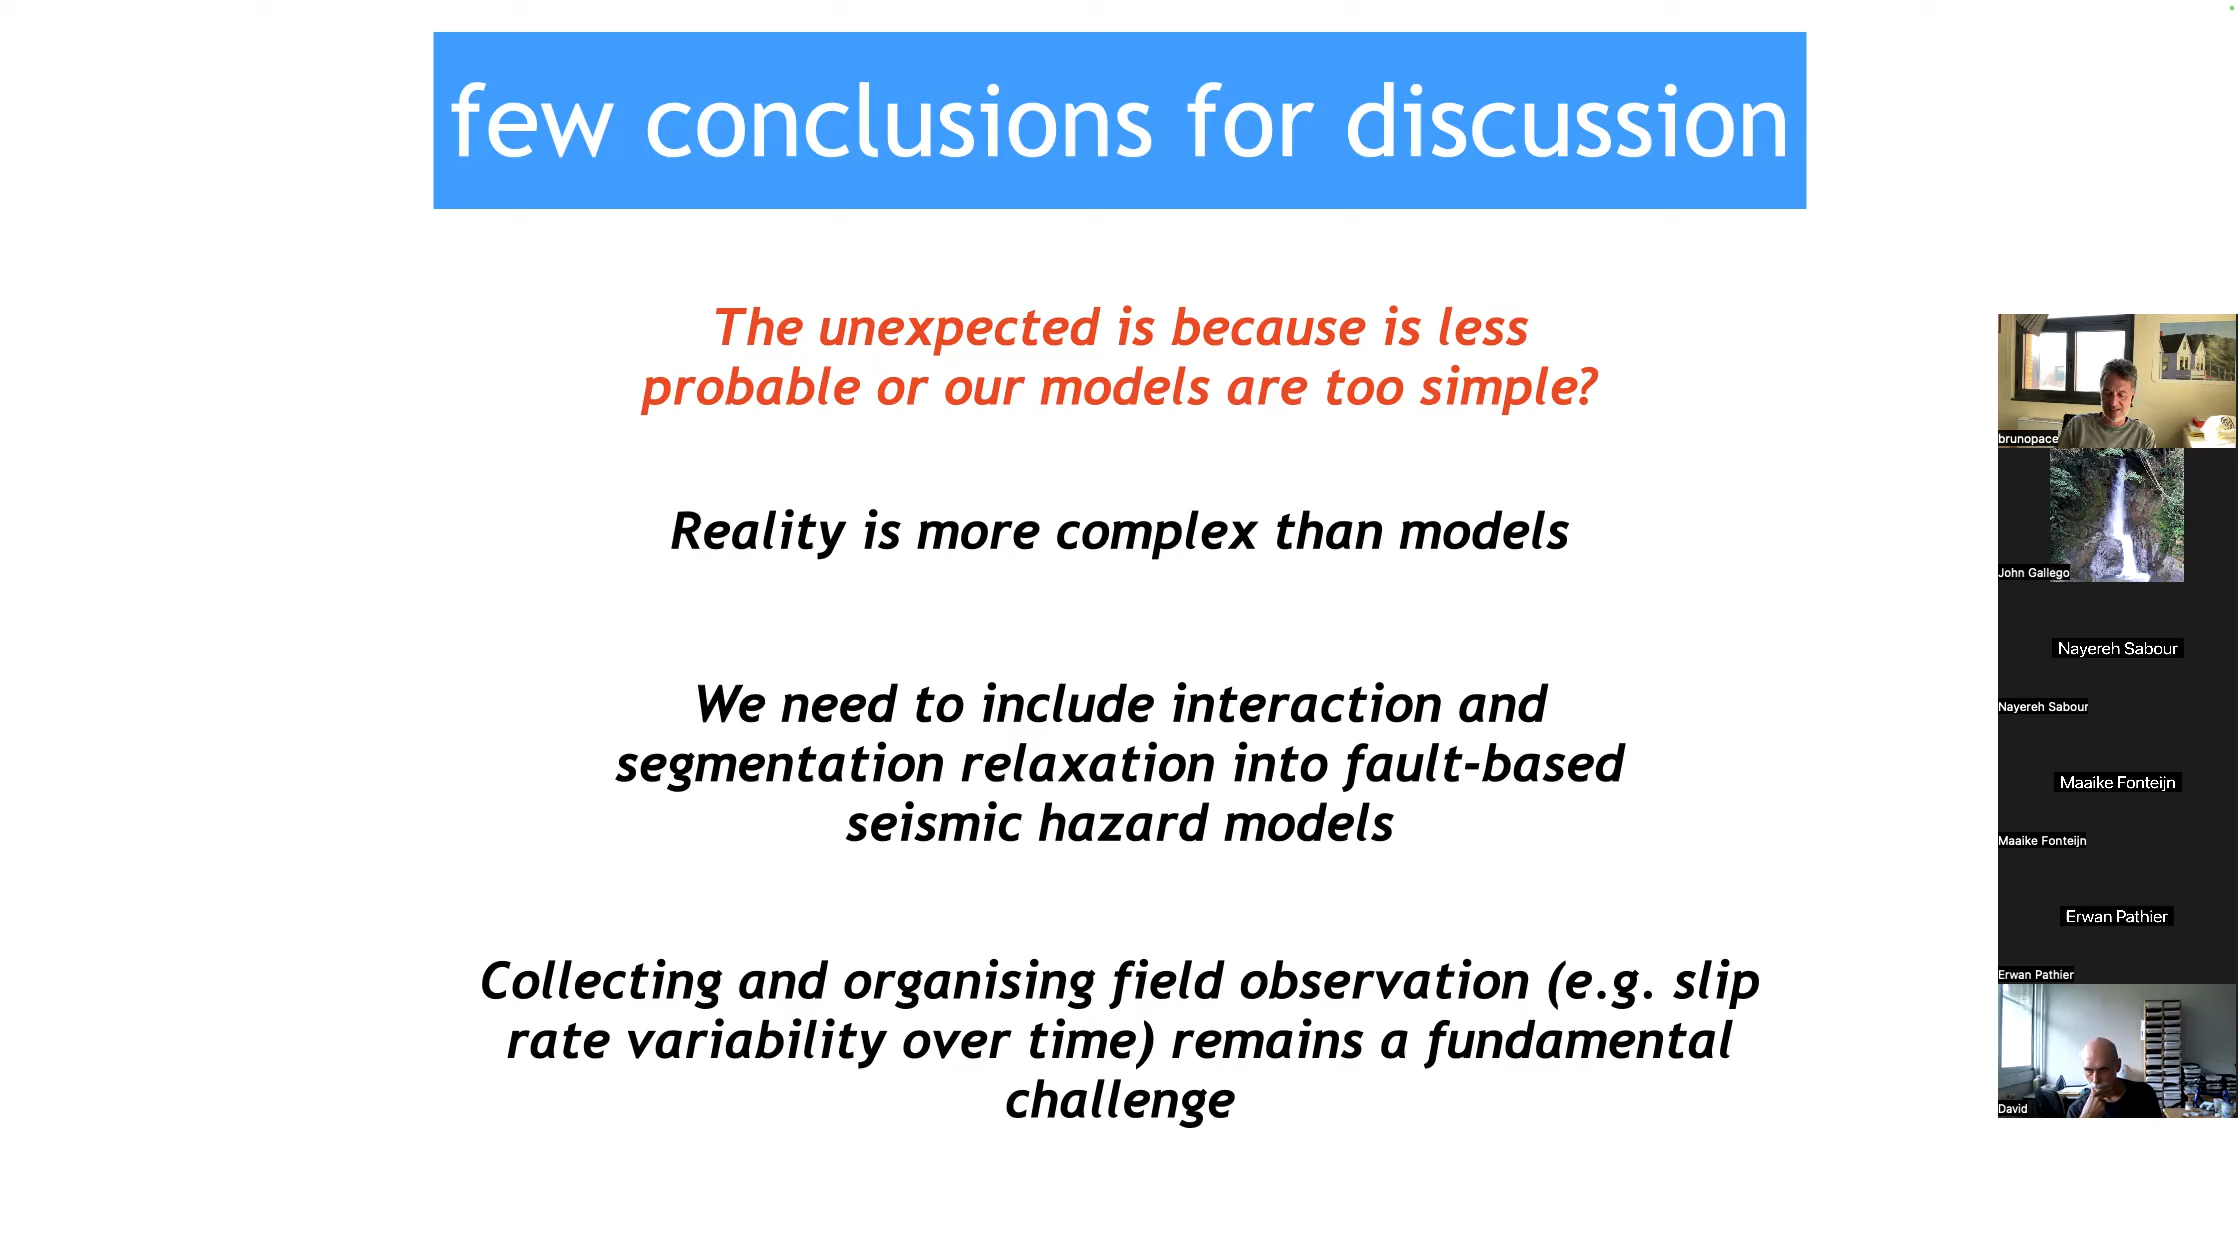 few conclusions for discussion
The unexpected is because is less
probable or our models are too simple?
Reality is more complex than models
We need to include interaction and
segmentation relaxation into fault-based
seismic hazard models
Collecting and organising field observation (e.g. slip
rate variability over time) remains a fundamental
challenge
brunopace
John Gallego
Nayereh Sabour
Nayereh Sabour
Maaike Fonteijn
Maaike Fonteijn
Erwan Pathier
Erwan Pathier
David